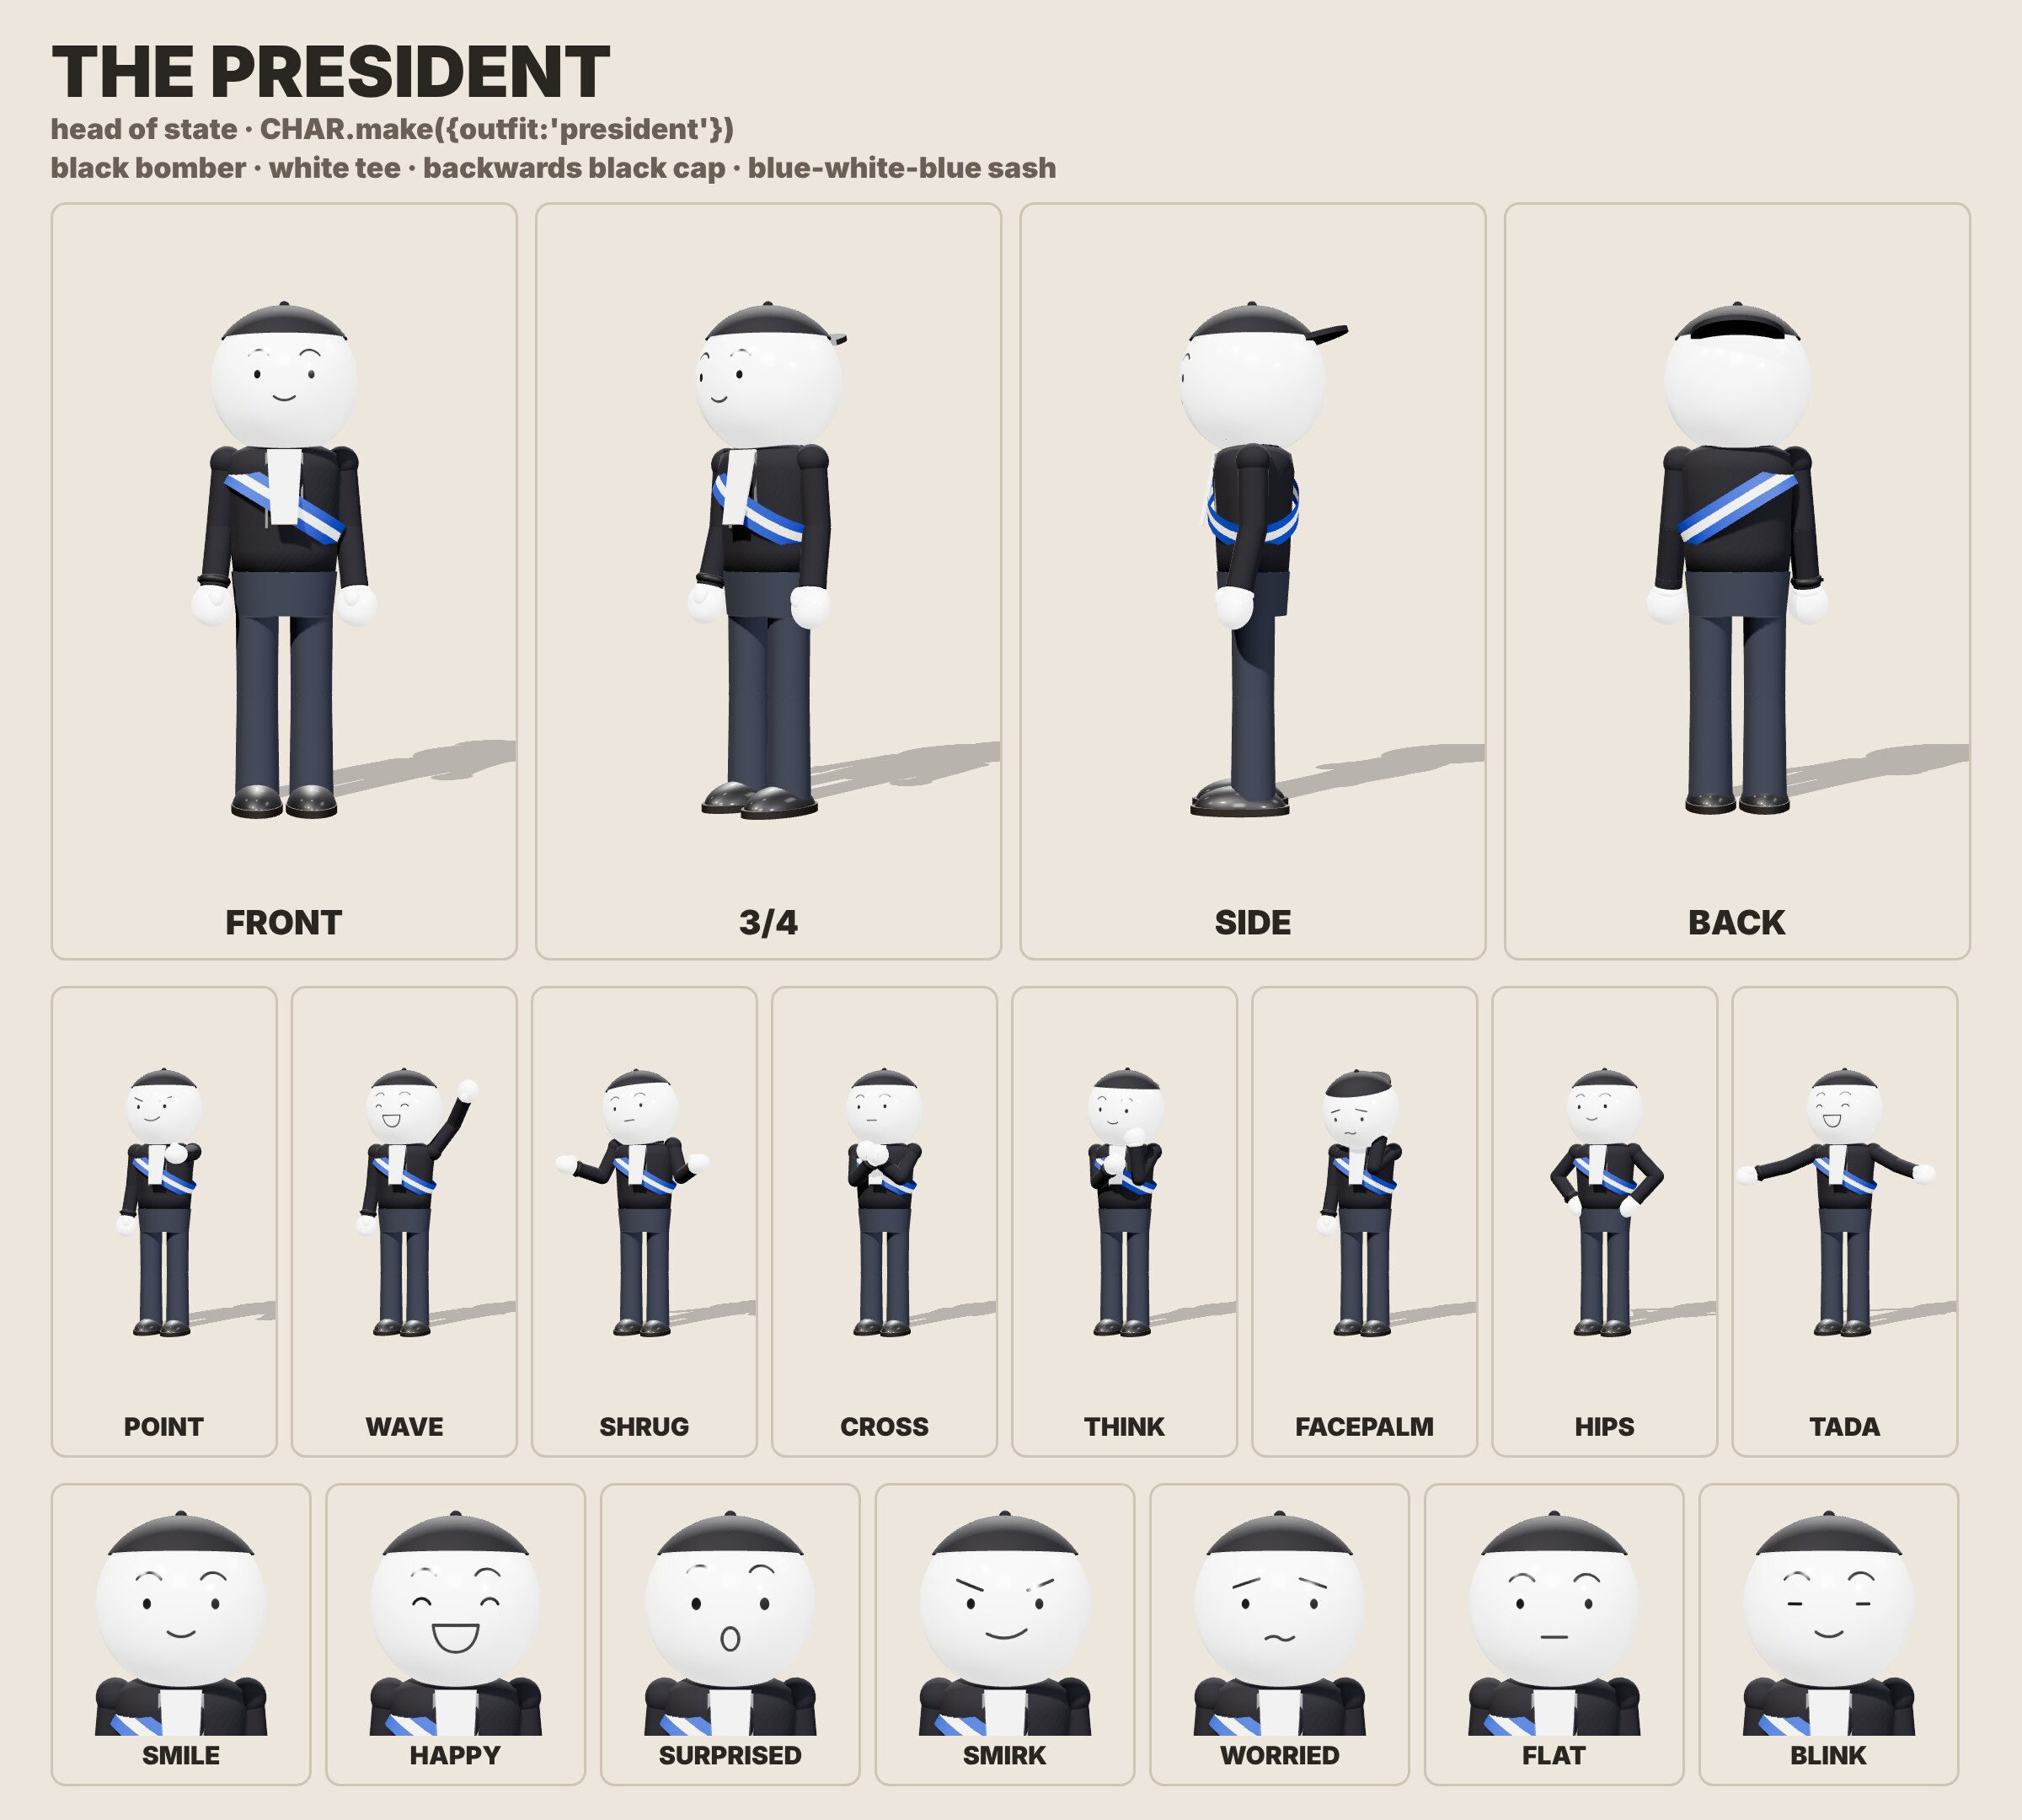 THE PRESIDENT
head of state · CHAR.make({outfit:'president'})
black bomber · white tee · backwards black cap · blue-white-blue sash
FRONT
3/4
SIDE
BACK
POINT
WAVE
SHRUG
CROSS
THINK
FACEPALM
HIPS
TADA
SMILE
HAPPY
SURPRISED
SMIRK
WORRIED
FLAT
BLINK